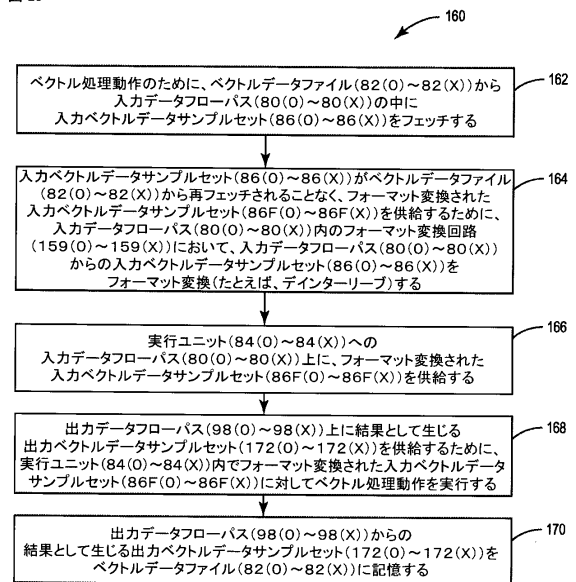 160
ベクトル処理動作のために、ベクトルデータファイル(82(0)~82(X))から
入力データフローパス(80(0)~80(X))の中に
入力ベクトルデータサンプルセット(86(0)~86(X))をフェッチする
162
入力ベクトルデータサンプルセット(86(0)~86(X))がベクトルデータファイル
(82(0)~82(X))から再フェッチされることなく、フォーマット変換された
入力ベクトルデータサンプルセット(86F(0)~86F(X))を供給するために、
入力データフローパス(80(0)~80(X))内のフォーマット変換回路
(159(0)~159(X))において、入力データフローパス(80(0)~80(X))
からの入力ベクトルデータサンプルセット(86(0)~86(X))を
フォーマット変換(たとえば、デインターリーブ)する
164
実行ユニット(84(0)~84(X))への
入力データフローパス(80(0)~80(X))上に、フォーマット変換された
入力ベクトルデータサンプルセット(86F(0)~86F(X))を供給する
166
出力データフローパス(98(0)~98(X))上に結果として生じる
出力ベクトルデータサンプルセット(172(0)~172(X))を供給するために、
実行ユニット(84(0)~84(X))内でフォーマット変換された入力ベクトルデータ
サンプルセット(86F(0)~86F(X))に対してベクトル処理動作を実行する
168
出力データフローパス(98(0)~98(X))からの
結果として生じる出力ベクトルデータサンプルセット(172(0)~172(X))を
ベクトルデータファイル(82(0)~82(X))に記憶する
170